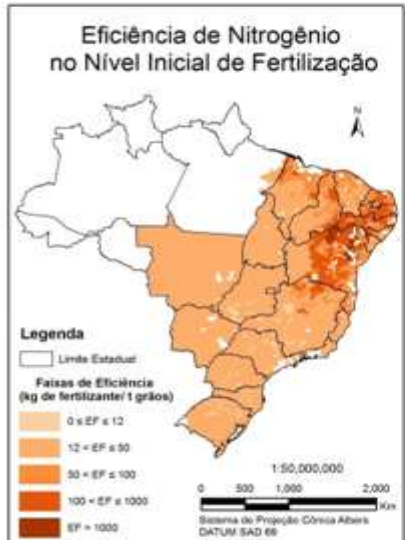 Eficiência de Nitrogênio
no Nível Inicial de Fertilização
N
Legenda
Limite Estadual
Faixas de Eficiência
(kg de fertilizante/ t grãos)
0 ≤ EF ≤ 12
12 < EF ≤ 50
50 < EF ≤ 100
100 < EF ≤ 1000
EF > 1000
1:50,000,000
0 500 1,000 2,000
Km
Sistema de Projeção Cônica Albers
DATUM SAD 69